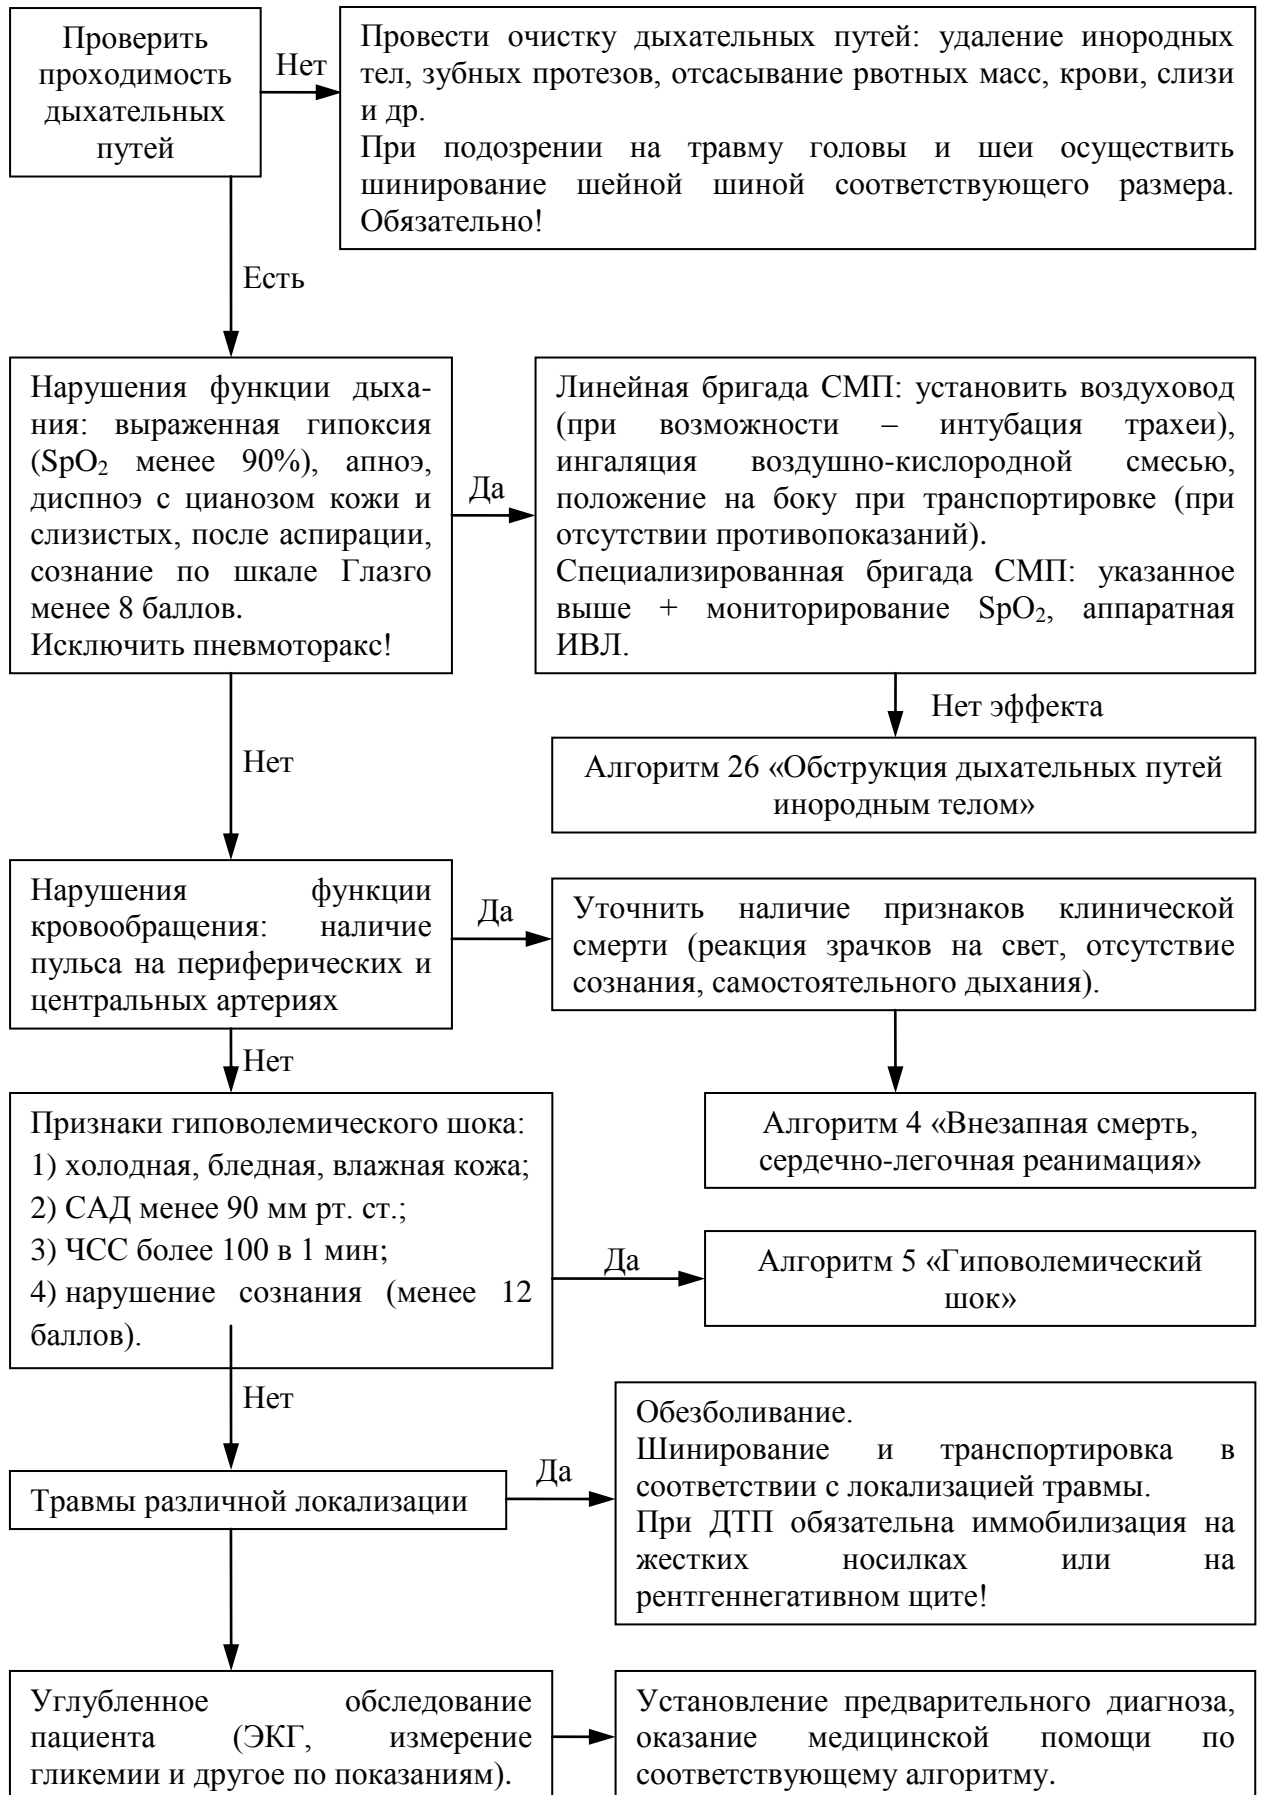 Проверить
проходимость
дыхательных
путей
Нет
Провести очистку дыхательных путей: удаление инородных
тел, зубных протезов, отсасывание рвотных масс, крови, слизи
и др.
При подозрении на травму головы и шеи осуществить
шинирование шейной шиной соответствующего размера.
Обязательно!
Есть
Нарушения функции дыха-
ния: выраженная гипоксия
(SpO₂ менее 90%), апноэ,
диспноэ с цианозом кожи и
слизистых, после аспирации,
сознание по шкале Глазго
менее 8 баллов.
Исключить пневмоторакс!
Да
Линейная бригада СМП: установить воздуховод
(при возможности – интубация трахеи),
ингаляция воздушно-кислородной смесью,
положение на боку при транспортировке (при
отсутствии противопоказаний).
Специализированная бригада СМП: указанное
выше + мониторирование SpO₂, аппаратная
ИВЛ.
Нет эффекта
Алгоритм 26 «Обструкция дыхательных путей
инородным телом»
Нет
Нарушения функции
кровообращения: наличие
пульса на периферических и
центральных артериях
Да
Уточнить наличие признаков клинической
смерти (реакция зрачков на свет, отсутствие
сознания, самостоятельного дыхания).
Нет
Алгоритм 4 «Внезапная смерть,
сердечно-легочная реанимация»
Признаки гиповолемического шока:
1) холодная, бледная, влажная кожа;
2) САД менее 90 мм рт. ст.;
3) ЧСС более 100 в 1 мин;
4) нарушение сознания (менее 12
баллов).
Да
Алгоритм 5 «Гиповолемический
шок»
Нет
Травмы различной локализации
Да
Обезболивание.
Шинирование и транспортировка в
соответствии с локализацией травмы.
При ДТП обязательна иммобилизация на
жестких носилках или на
рентгеннегативном щите!
Углубленное обследование
пациента (ЭКГ, измерение
гликемии и другое по показаниям).
Установление предварительного диагноза,
оказание медицинской помощи по
соответствующему алгоритму.